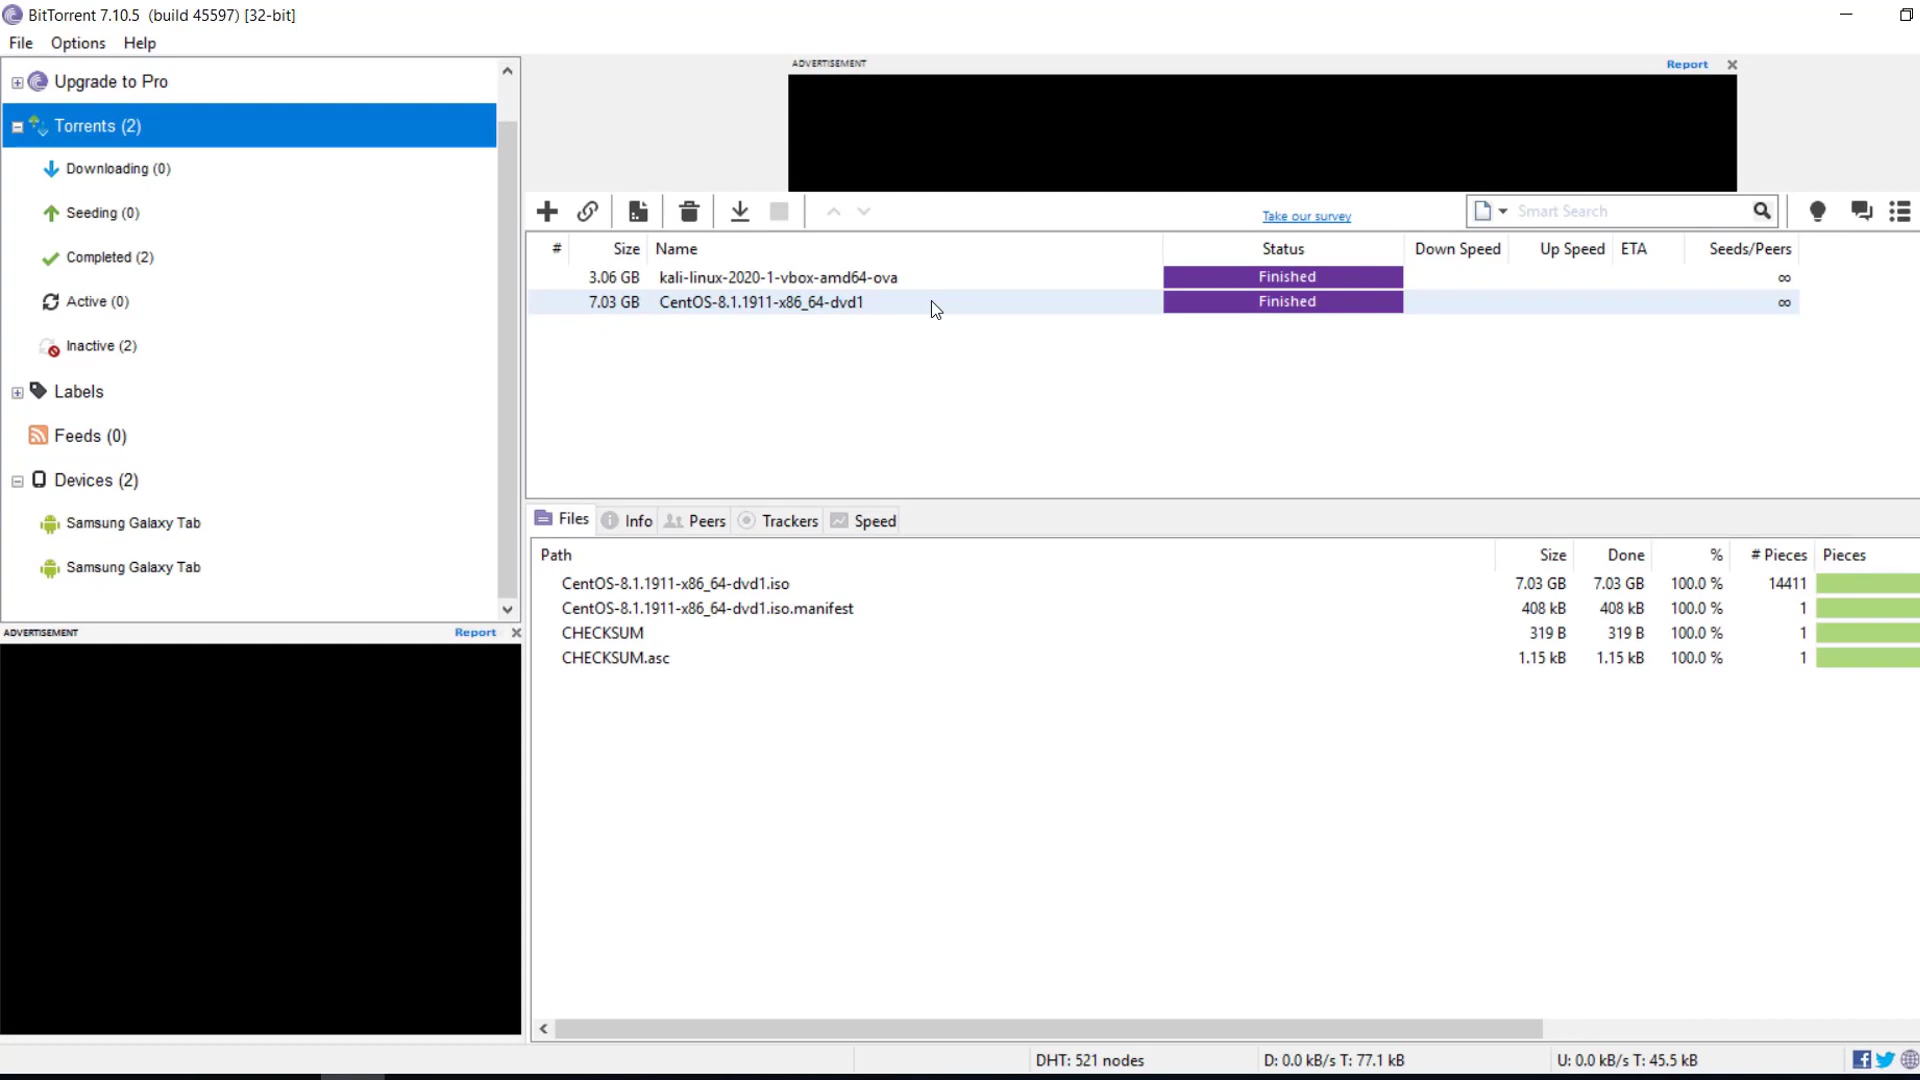 BitTorrent 7.10.5 (build 45597) [32-bit]
File Options Help
Upgrade to Pro
Torrents (2)
Downloading (0)
Seeding (0)
Completed (2)
Active (0)
Inactive (2)
Labels
Feeds (0)
Devices (2)
Samsung Galaxy Tab
Samsung Galaxy Tab
ADVERTISEMENT Report
ADVERTISEMENT Report
Take our survey Smart Search
# Size Name Status Down Speed Up Speed ETA Seeds/Peers
3.06 GB kali-linux-2020-1-vbox-amd64-ova Finished ∞
7.03 GB CentOS-8.1.1911-x86_64-dvd1 Finished ∞
Files Info Peers Trackers Speed
Path Size Done % # Pieces Pieces
CentOS-8.1.1911-x86_64-dvd1.iso 7.03 GB 7.03 GB 100.0 % 14411
CentOS-8.1.1911-x86_64-dvd1.iso.manifest 408 kB 408 kB 100.0 % 1
CHECKSUM 319 B 319 B 100.0 % 1
CHECKSUM.asc 1.15 kB 1.15 kB 100.0 % 1
DHT: 521 nodes D: 0.0 kB/s T: 77.1 kB U: 0.0 kB/s T: 45.5 kB